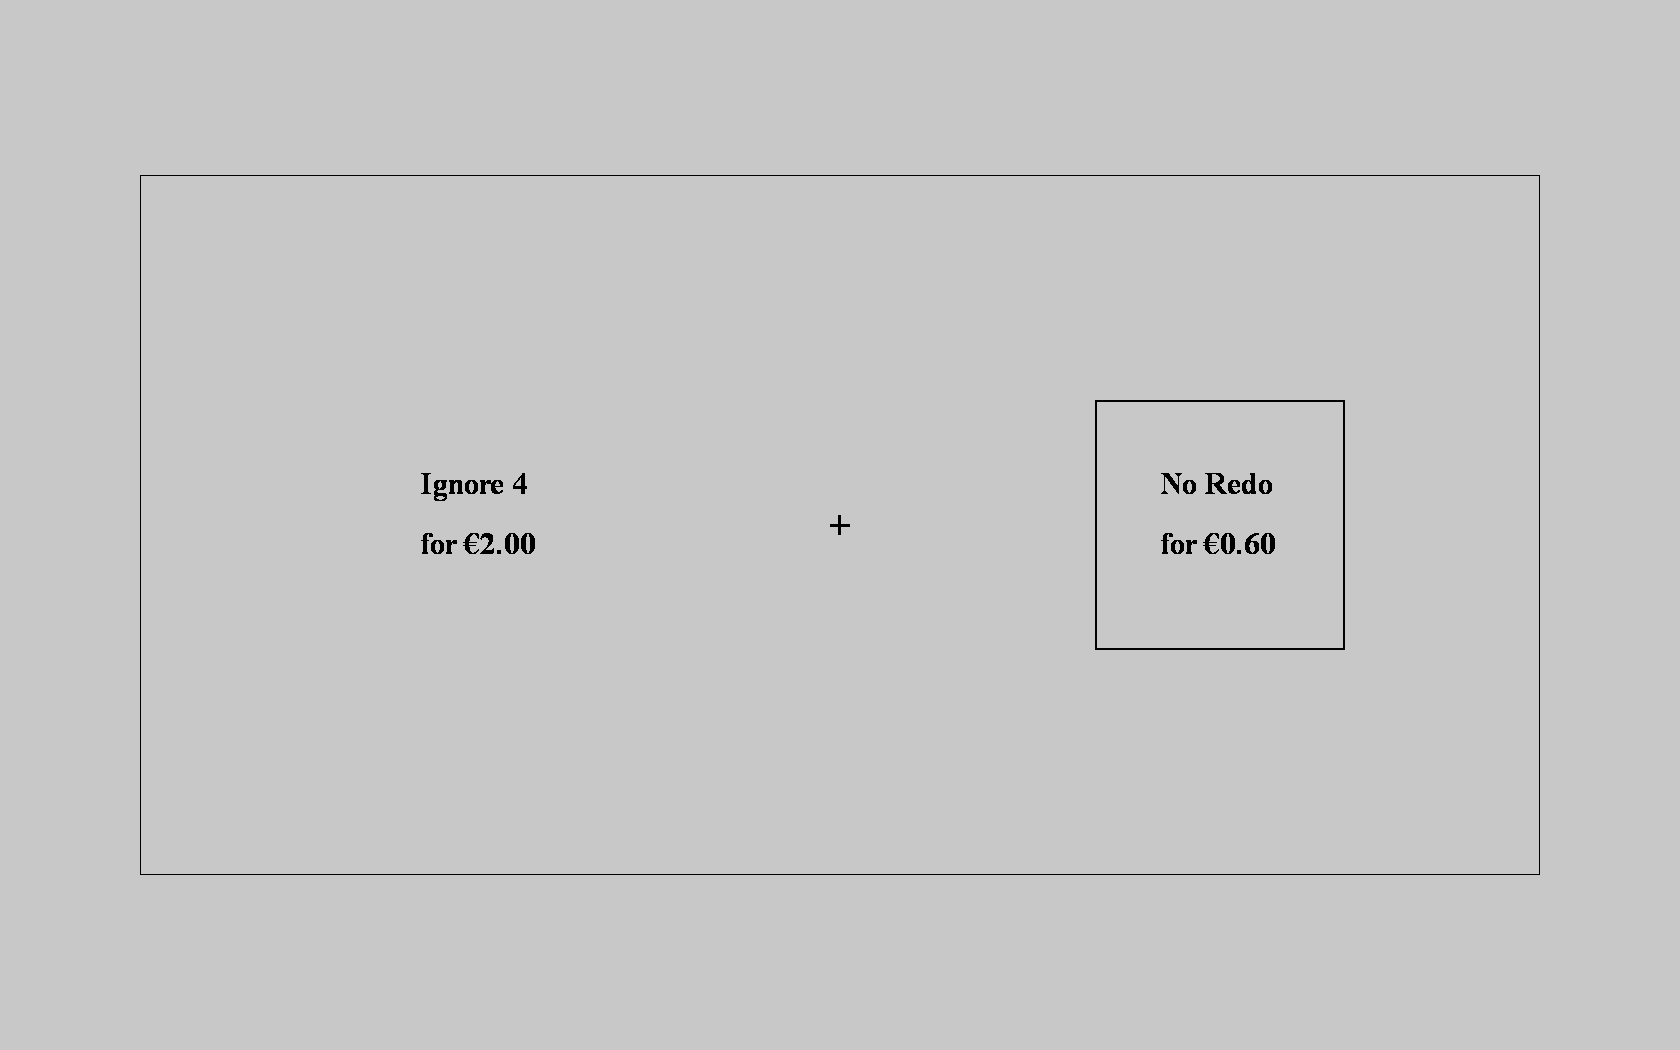 Ignore 4
for €2.00
+
No Redo
for €0.60